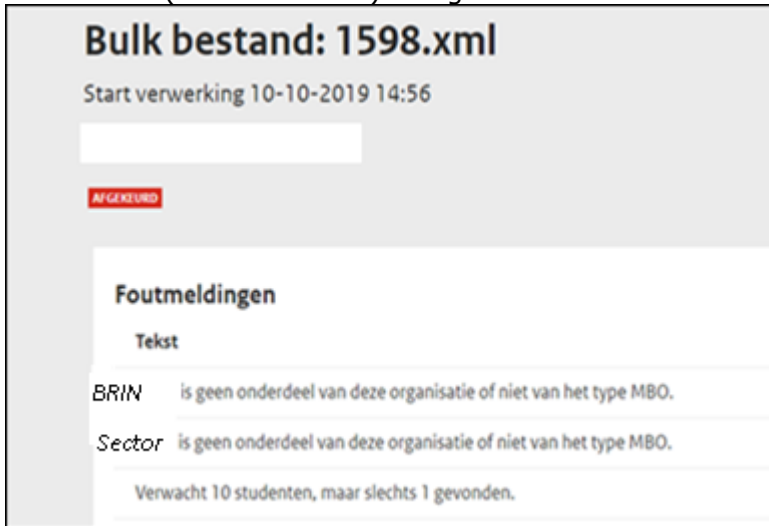 Bulk bestand: 1598.xml
Start verwerking 10-10-2019 14:56
AFGEKEURD
Foutmeldingen
Tekst
BRIN is geen onderdeel van deze organisatie of niet van het type MBO.
Sector is geen onderdeel van deze organisatie of niet van het type MBO.
Verwacht 10 studenten, maar slechts 1 gevonden.